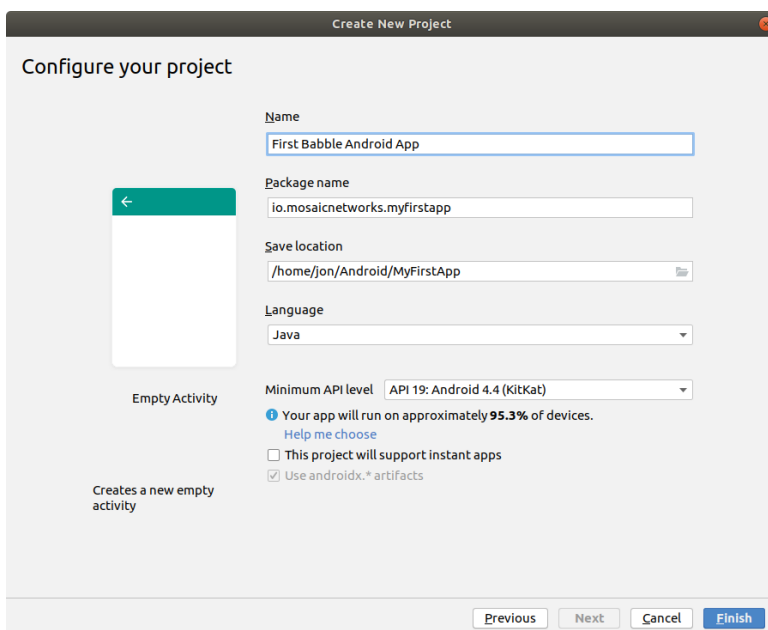 Create New Project
Configure your project
Name
First Babble Android App
Package name
io.mosaicnetworks.myfirstapp
Save location
/home/jon/Android/MyFirstApp
Language
Java
Empty Activity
Minimum API level API 19: Android 4.4 (KitKat)
Your app will run on approximately 95.3% of devices.
Help me choose
This project will support instant apps
Use androidx.* artifacts
Creates a new empty
activity
Previous Next Cancel Finish